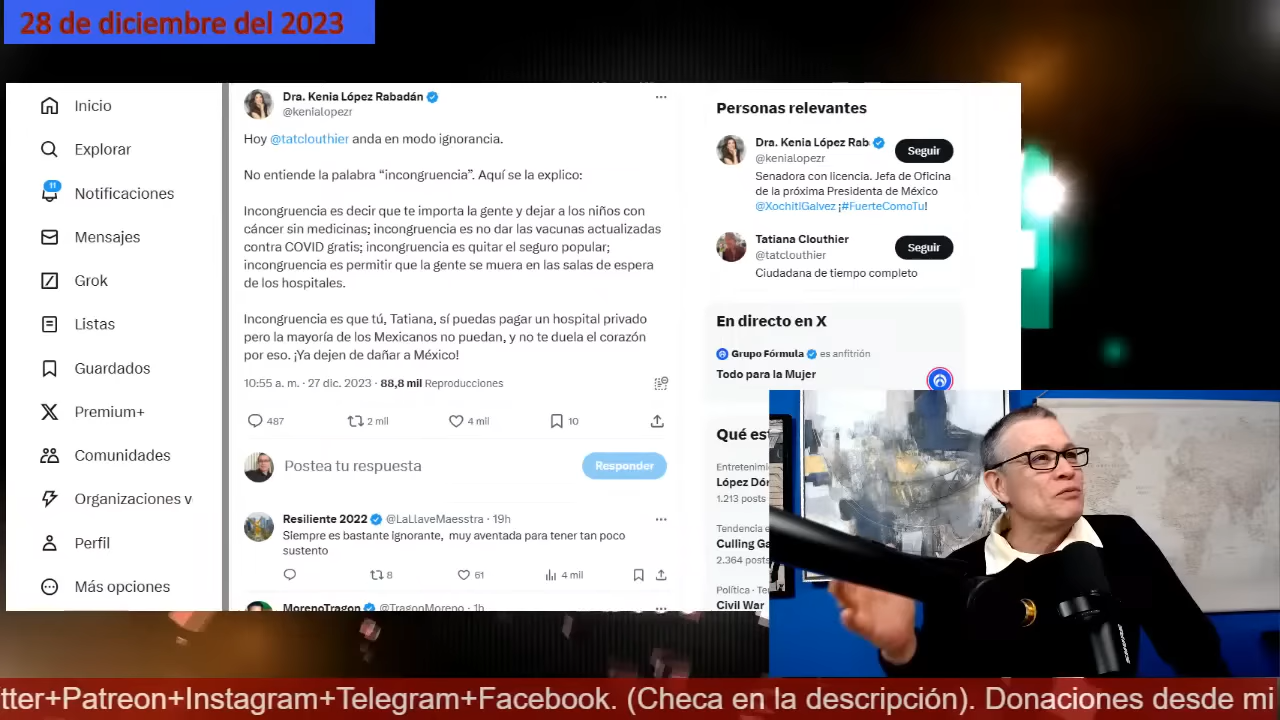 28 de diciembre del 2023
Inicio
Explorar
11
Notificaciones
Mensajes
Grok
Listas
Guardados
Premium+
Comunidades
Organizaciones v
Perfil
Más opciones
Dra. Kenia López Rabadán
@kenialopezr
Hoy @tatclouthier anda en modo ignorancia.
No entiende la palabra “incongruencia”. Aquí se la explico:
Incongruencia es decir que te importa la gente y dejar a los niños con
cáncer sin medicinas; incongruencia es no dar las vacunas actualizadas
contra COVID gratis; incongruencia es quitar el seguro popular;
incongruencia es permitir que la gente se muera en las salas de espera
de los hospitales.
Incongruencia es que tú, Tatiana, sí puedas pagar un hospital privado
pero la mayoría de los Mexicanos no puedan, y no te duela el corazón
por eso. ¡Ya dejen de dañar a México!
10:55 a. m. · 27 dic. 2023 · 88,8 mil Reproducciones
487 2 mil 4 mil 10
Postea tu respuesta
Responder
Resiliente 2022 @LaLlaveMaesstra · 19h
Siempre es bastante ignorante, muy aventada para tener tan poco
sustento
8 61 4 mil
MorenoTragon @TragonMoreno · 1h
Personas relevantes
Dra. Kenia López Rab
@kenialopezr
Seguir
Senadora con licencia. Jefa de Oficina
de la próxima Presidenta de México
@XochitlGalvez ¡#FuerteComoTu!
Tatiana Clouthier
@tatclouthier
Seguir
Ciudadana de tiempo completo
En directo en X
Grupo Fórmula es anfitrión
Todo para la Mujer
Qué est
Entretenimie
López Dór
1.213 posts
Tendencia e
Culling Ga
2.364 posts
Política · Te
Civil War
tter+Patreon+Instagram+Telegram+Facebook. (Checa en la descripción). Donaciones desde mi